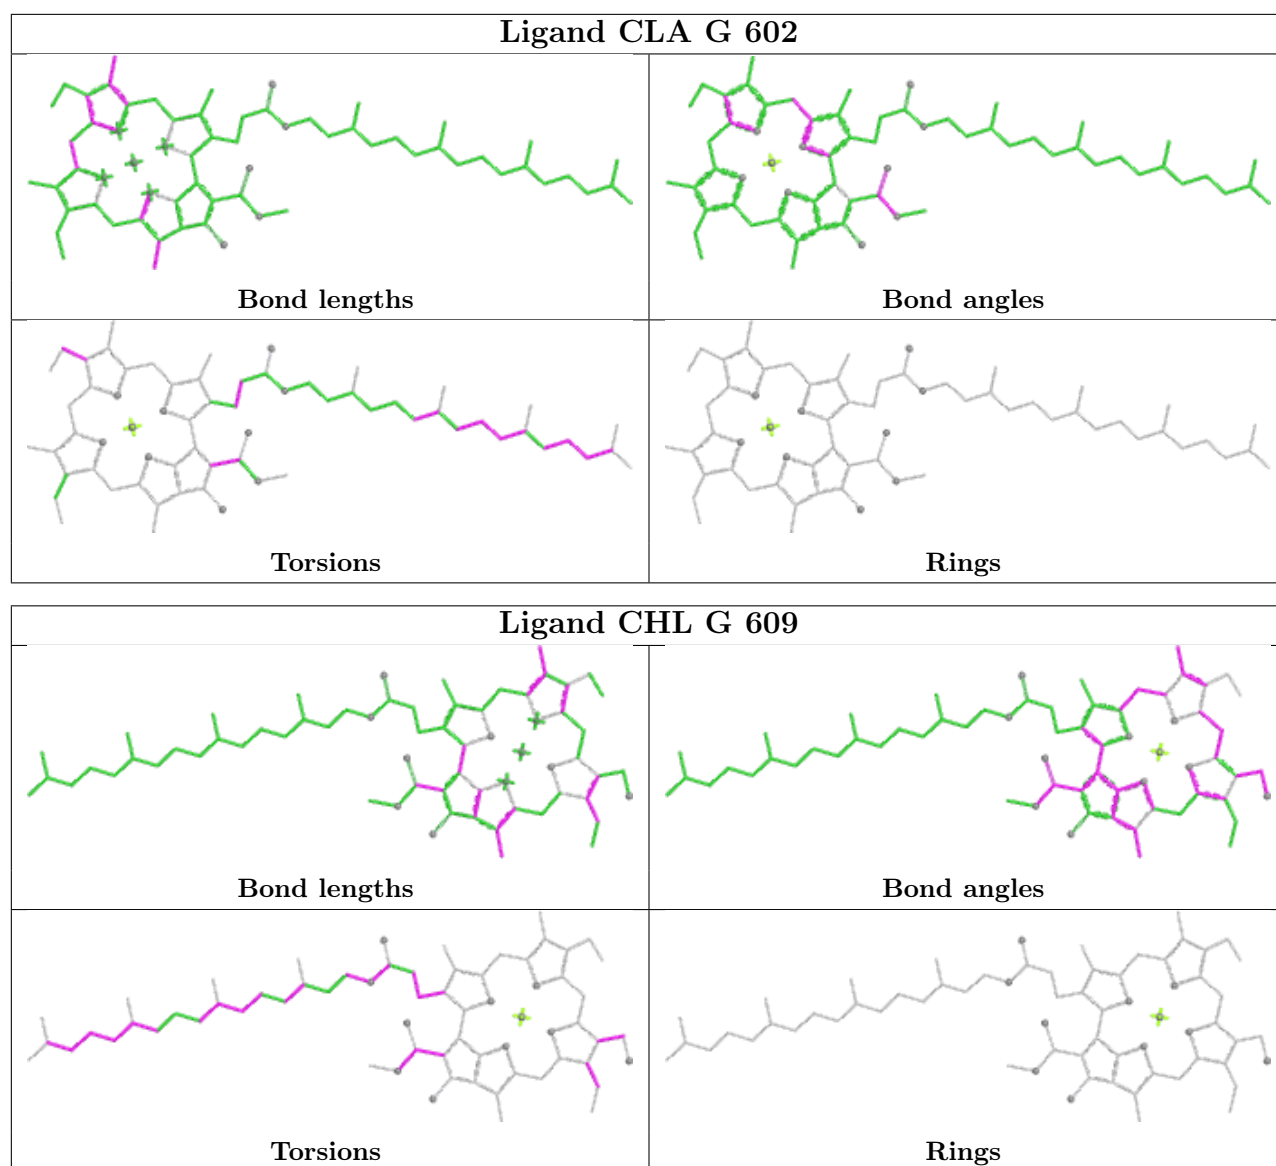 Ligand CLA G 602
Bond lengths
Bond angles
Torsions
Rings
Ligand CHL G 609
Bond lengths
Bond angles
Torsions
Rings